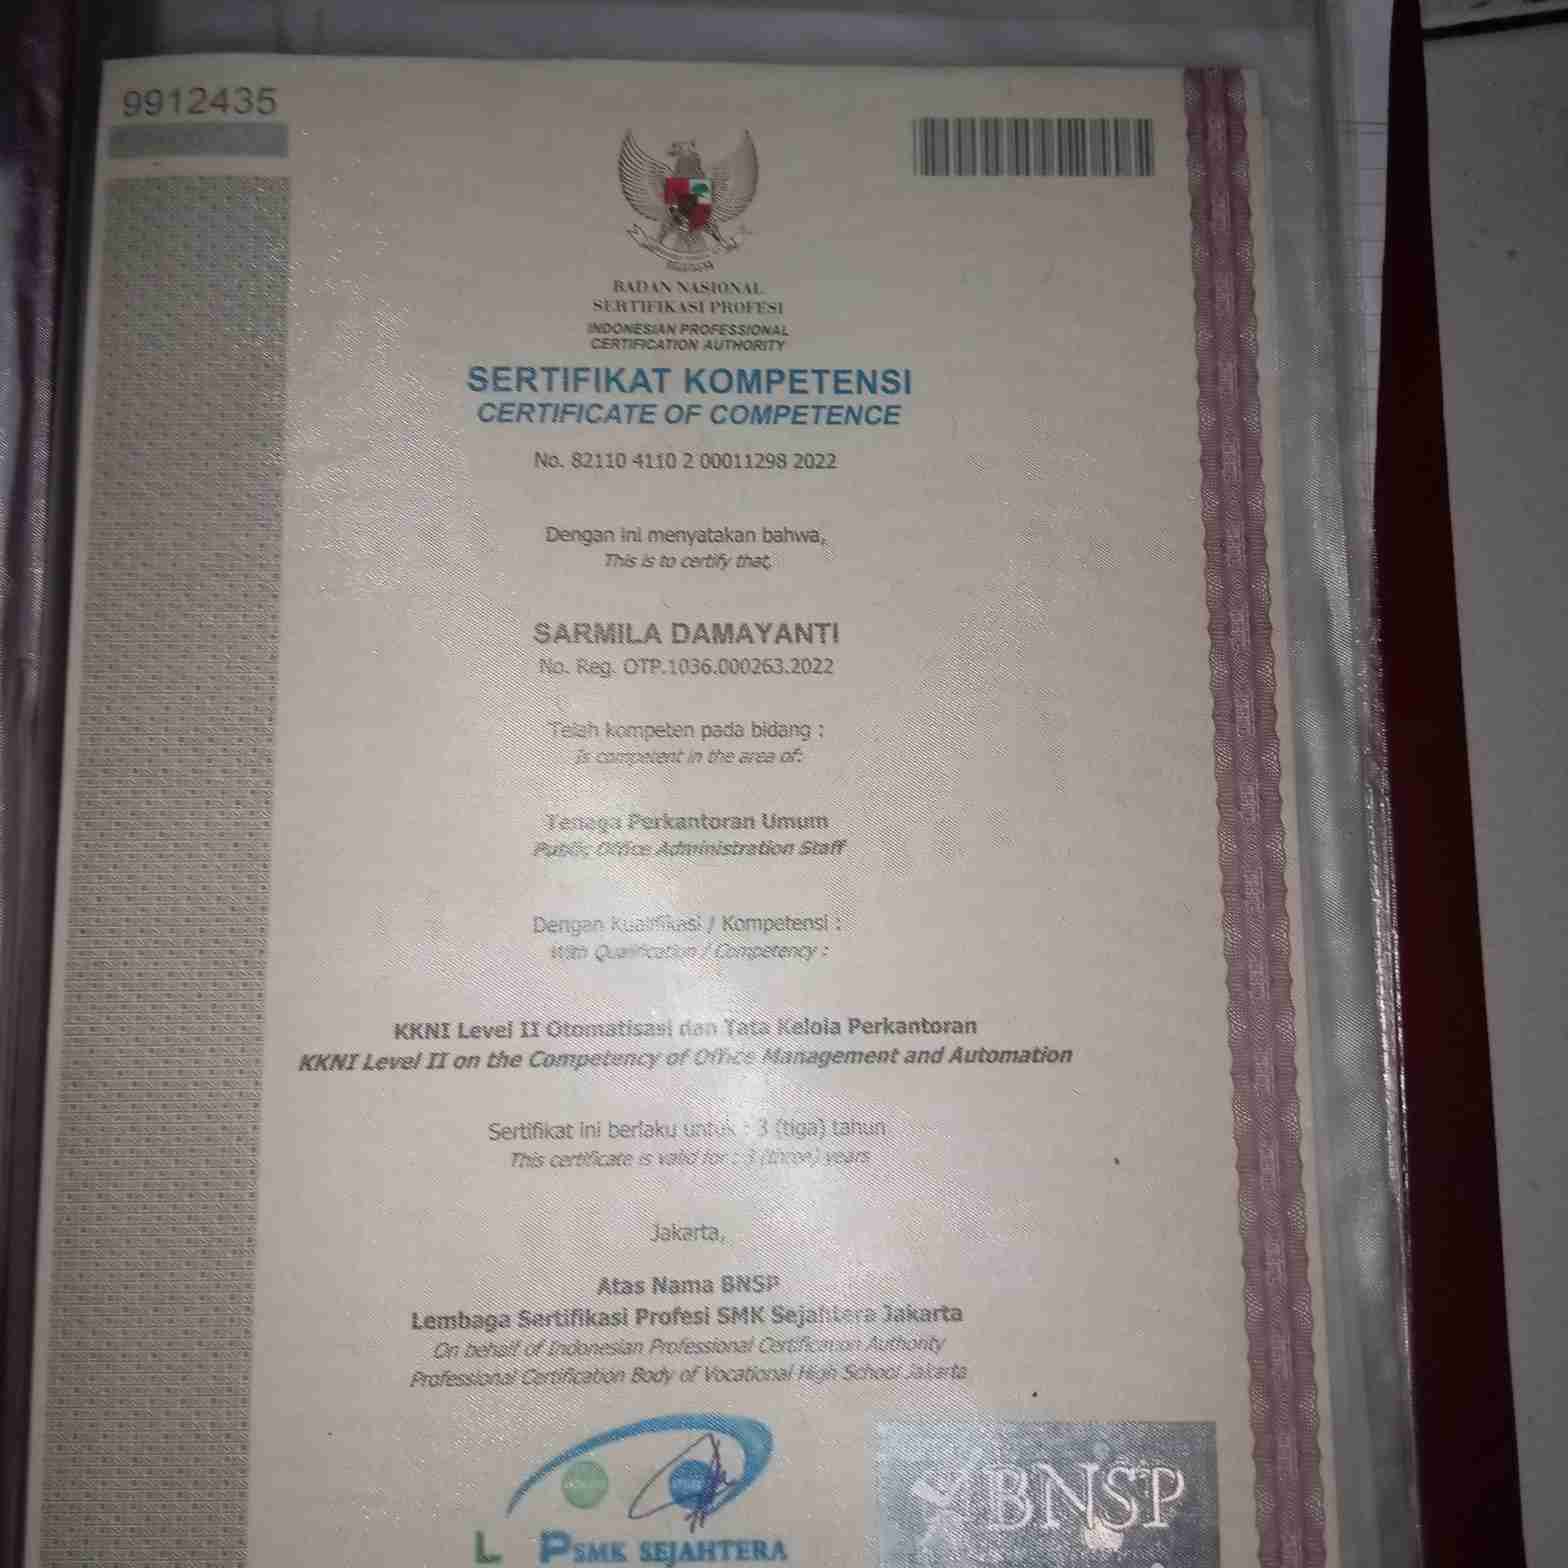 9912435
BADAN NASIONAL
SERTIFIKASI PROFESI
INDONESIAN PROFESSIONAL
CERTIFICATION AUTHORITY
SERTIFIKAT KOMPETENSI
CERTIFICATE OF COMPETENCE
No. 82110 4110 2 00011298 2022
Dengan ini menyatakan bahwa,
This is to certify that,
SARMILA DAMAYANTI
No. Reg. OTP.1036.000263.2022
Telah kompeten pada bidang :
Is competent in the area of:
Tenaga Perkantoran Umum
Public Office Administration Staff
Dengan Kualifikasi / Kompetensi :
With Qualification / Competency :
KKNI Level II Otomatisasi dan Tata Kelola Perkantoran
KKNI Level II on the Competency of Office Management and Automation
Sertifikat ini berlaku untuk : 3 (tiga) tahun
This certificate is valid for : 3 (three) years
Jakarta,
Atas Nama BNSP
Lembaga Sertifikasi Profesi SMK Sejahtera Jakarta
On behalf of Indonesian Professional Certification Authority
Professional Certification Body of Vocational High School Jakarta
L PSMK SEJAHTERA
BNSP